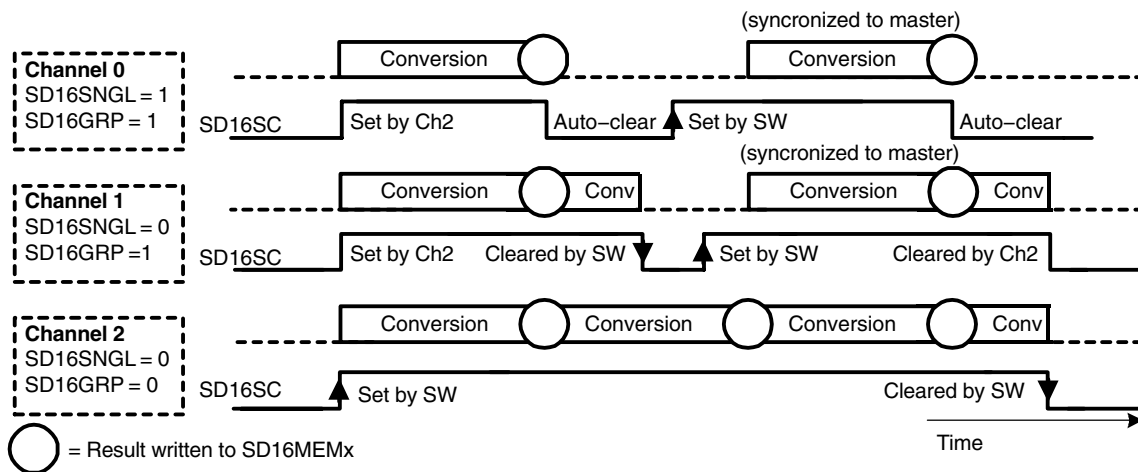 (syncronized to master)
Conversion
Conversion
Channel 0
SD16SNGL = 1
SD16GRP = 1
SD16SC
Set by Ch2
Auto–clear
Set by SW
Auto–clear
(syncronized to master)
Conversion
Conv
Conversion
Conv
Channel 1
SD16SNGL = 0
SD16GRP =1
SD16SC
Set by Ch2
Cleared by SW
Set by SW
Cleared by Ch2
Conversion
Conversion
Conversion
Conv
Channel 2
SD16SNGL = 0
SD16GRP = 0
SD16SC
Set by SW
Cleared by SW
= Result written to SD16MEMx
Time